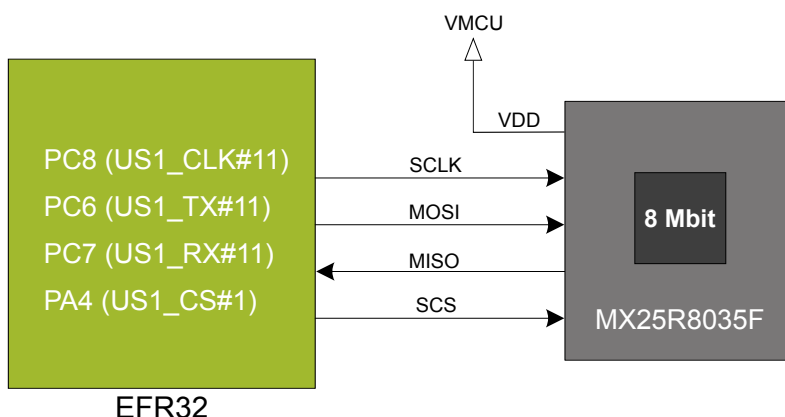 VMCU
VDD
PC8 (US1_CLK#11)
SCLK
PC6 (US1_TX#11)
MOSI
8 Mbit
PC7 (US1_RX#11)
MISO
PA4 (US1_CS#1)
SCS
MX25R8035F
EFR32